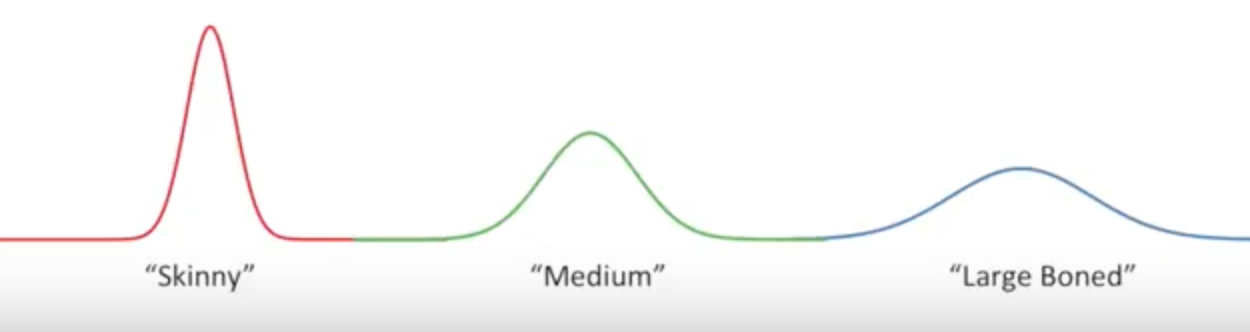 “Skinny”
“Medium”
“Large Boned”